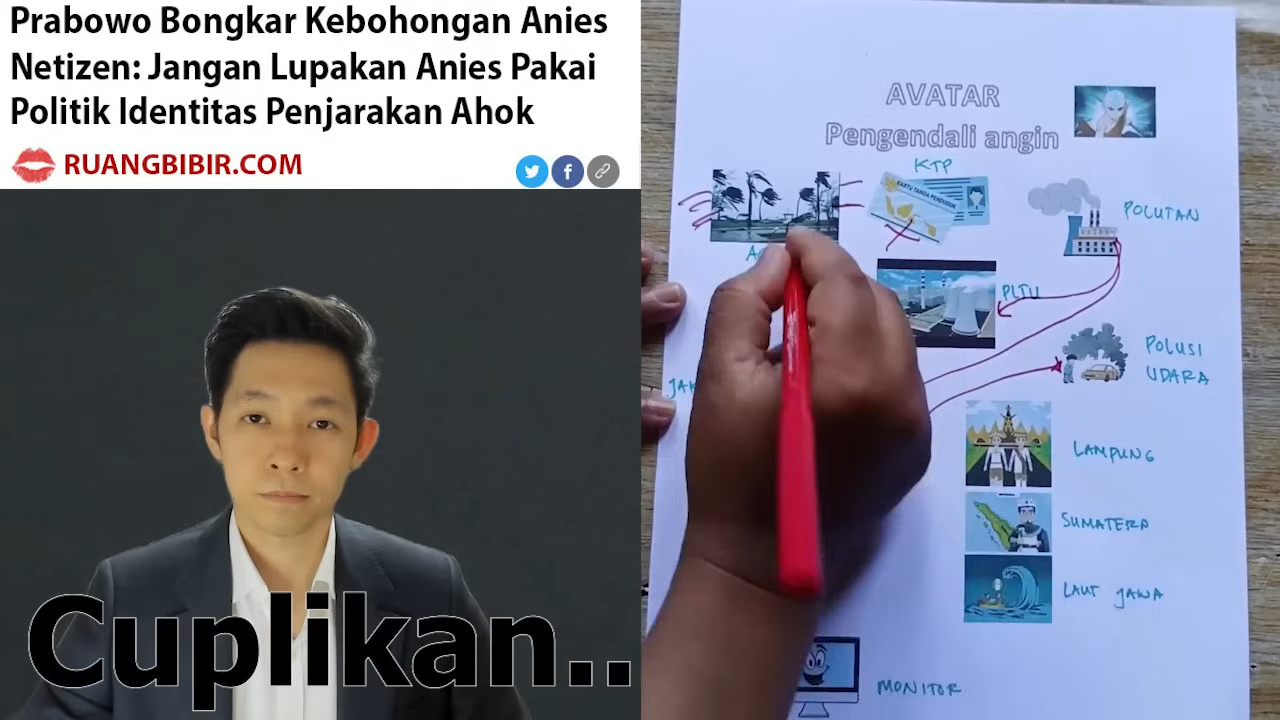 Prabowo Bongkar Kebohongan Anies
Netizen: Jangan Lupakan Anies Pakai
Politik Identitas Penjarakan Ahok
RUANGBIBIR.COM
Cuplikan..
AVATAR
Pengendali angin
KTP
KARTU TANDA PENDUDUK
POLUTAN
PLTU
POLUSI
UDARA
LAMPUNG
SUMATERA
LAUT JAWA
MONITOR